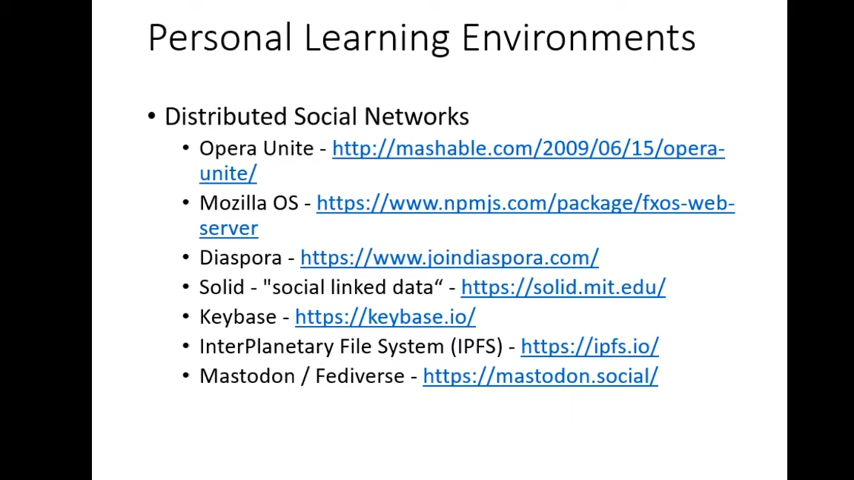 Personal Learning Environments
• Distributed Social Networks
• Opera Unite - http://mashable.com/2009/06/15/opera-
unite/
• Mozilla OS - https://www.npmjs.com/package/fxos-web-
server
• Diaspora - https://www.joindiaspora.com/
• Solid - "social linked data“ - https://solid.mit.edu/
• Keybase - https://keybase.io/
• InterPlanetary File System (IPFS) - https://ipfs.io/
• Mastodon / Fediverse - https://mastodon.social/